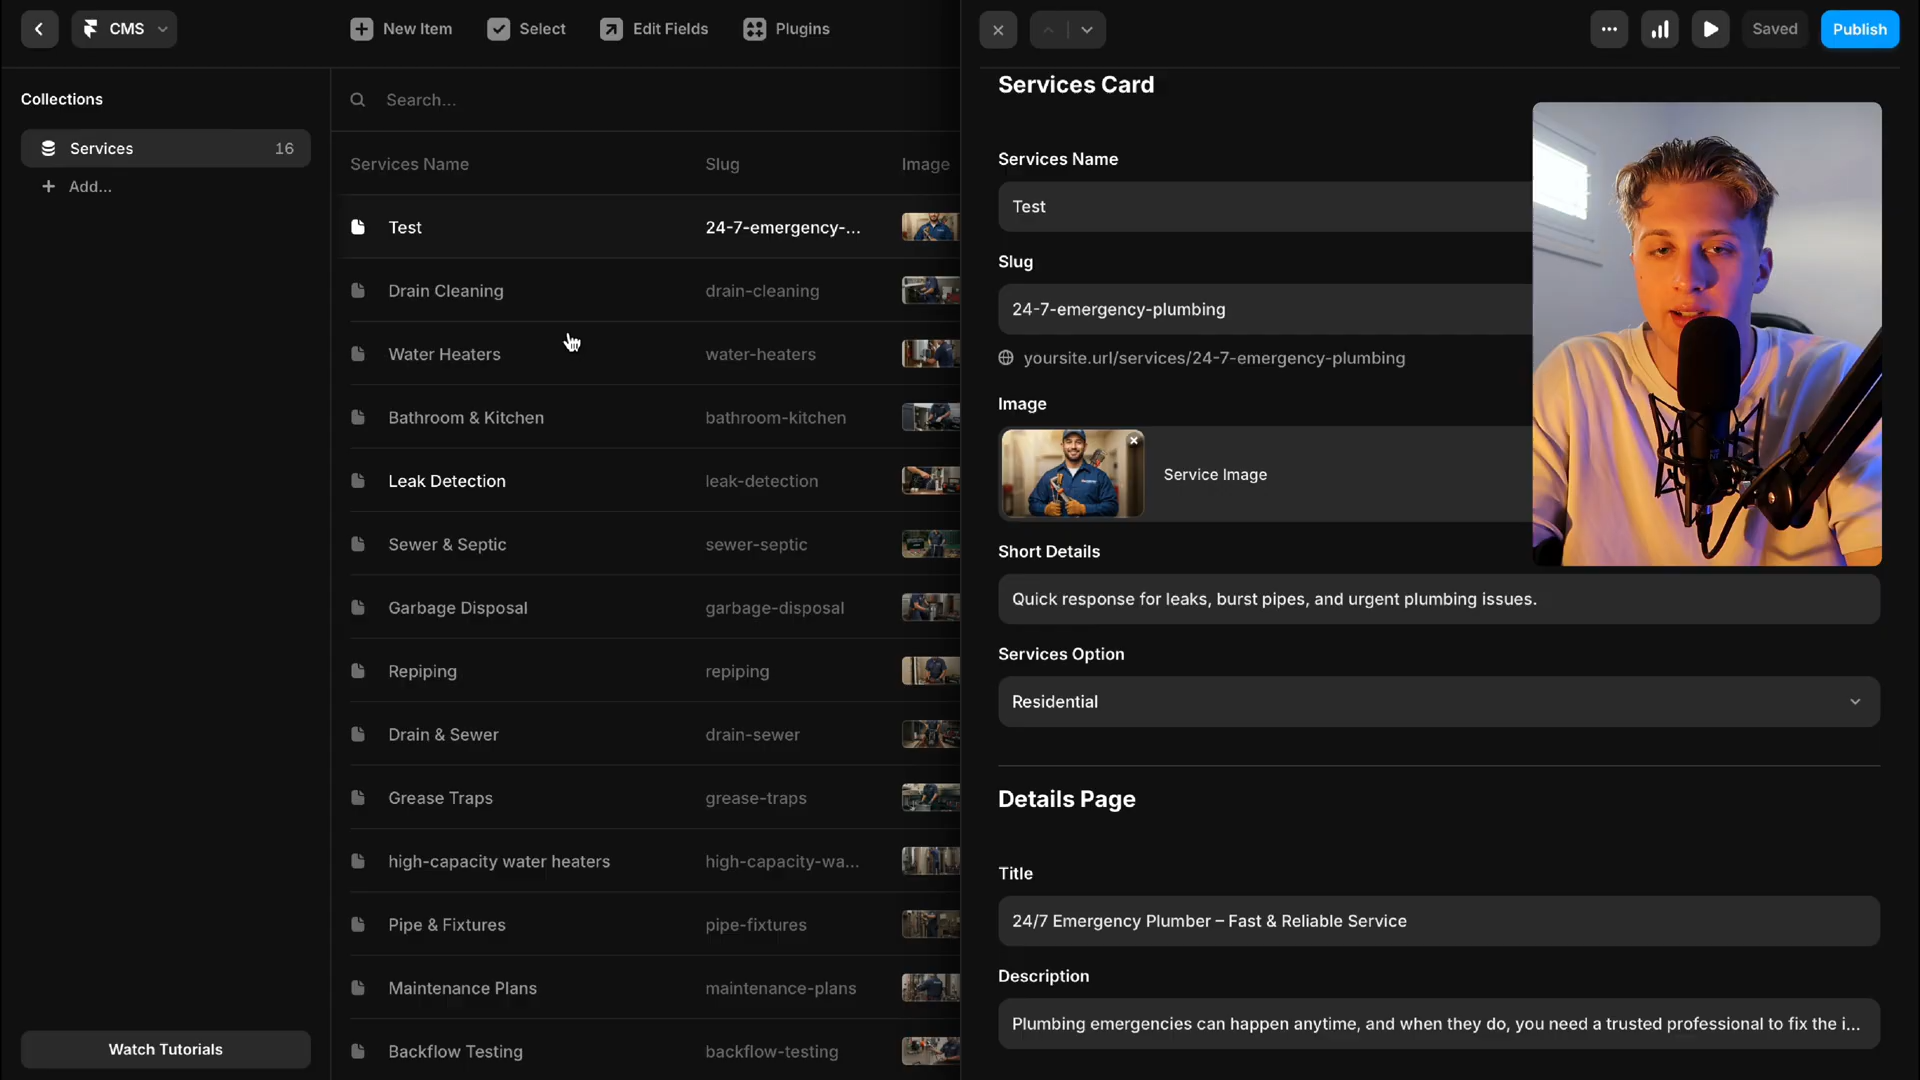 CMS
New Item
Select
Edit Fields
Plugins
Saved
Publish
Collections
Services 16
Add...
Watch Tutorials
Search...
Services Name Slug Image
Test 24-7-emergency-...
Drain Cleaning drain-cleaning
Water Heaters water-heaters
Bathroom & Kitchen bathroom-kitchen
Leak Detection leak-detection
Sewer & Septic sewer-septic
Garbage Disposal garbage-disposal
Repiping repiping
Drain & Sewer drain-sewer
Grease Traps grease-traps
high-capacity water heaters high-capacity-wa...
Pipe & Fixtures pipe-fixtures
Maintenance Plans maintenance-plans
Backflow Testing backflow-testing
Services Card
Services Name
Test
Slug
24-7-emergency-plumbing
yoursite.url/services/24-7-emergency-plumbing
Image
Service Image
Short Details
Quick response for leaks, burst pipes, and urgent plumbing issues.
Services Option
Residential
Details Page
Title
24/7 Emergency Plumber – Fast & Reliable Service
Description
Plumbing emergencies can happen anytime, and when they do, you need a trusted professional to fix the i...